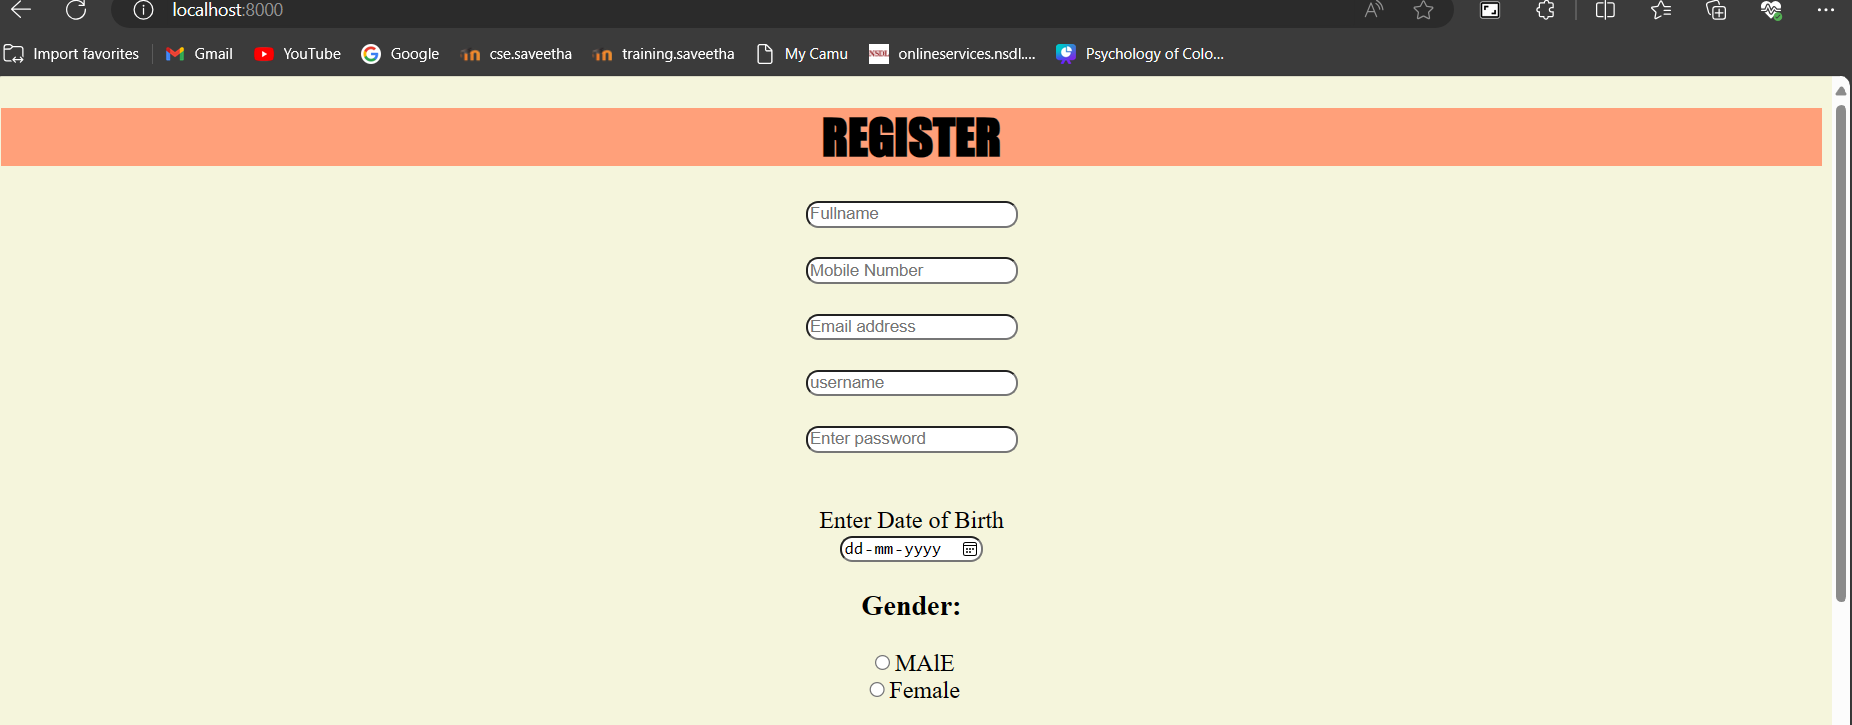 localhost:8000
Import favorites Gmail YouTube Google cse.saveetha training.saveetha My Camu NSDL onlineservices.nsdl.... Psychology of Colo...
REGISTER
Fullname
Mobile Number
Email address
username
Enter password
Enter Date of Birth
dd-mm-yyyy
Gender:
MAlE
Female